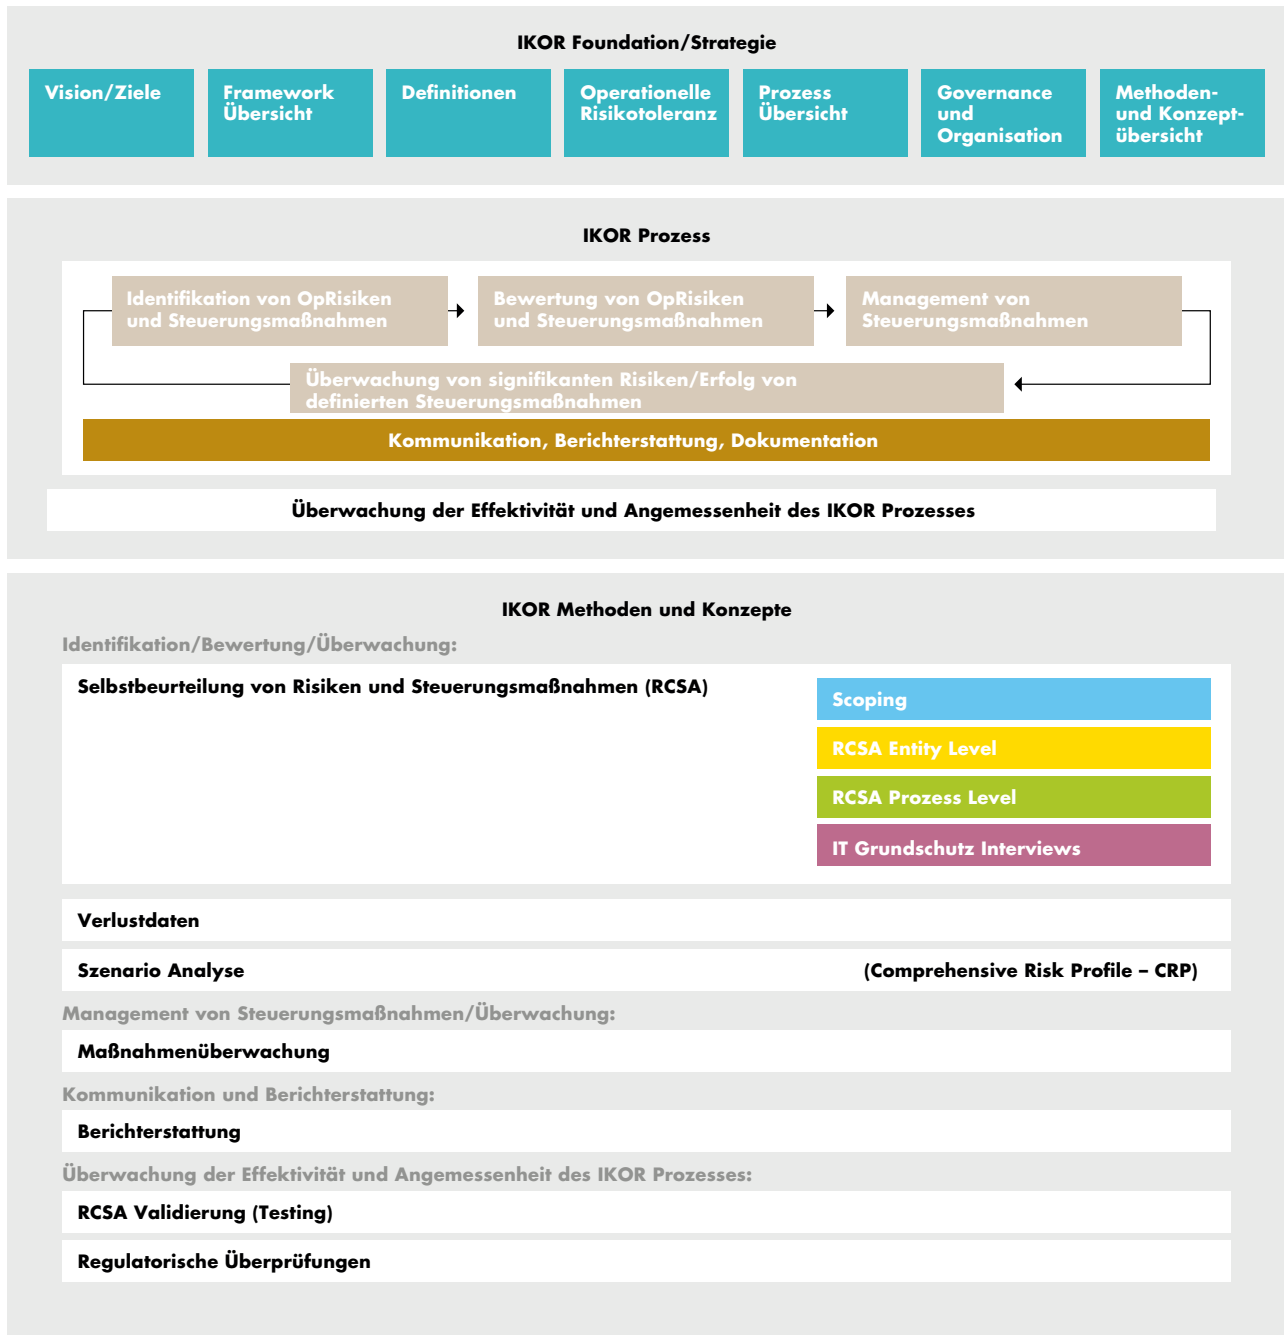 IKOR Foundation/Strategie
Vision/Ziele
Framework
Übersicht
Definitionen
Operationelle
Risikotoleranz
Prozess
Übersicht
Governance
und
Organisation
Methoden-
und Konzept-
übersicht
IKOR Prozess
Identifikation von OpRisiken
und Steuerungsmaßnahmen
Bewertung von OpRisiken
und Steuerungsmaßnahmen
Management von
Steuerungsmaßnahmen
Überwachung von signifikanten Risiken/Erfolg von
definierten Steuerungsmaßnahmen
Kommunikation, Berichterstattung, Dokumentation
Überwachung der Effektivität und Angemessenheit des IKOR Prozesses
IKOR Methoden und Konzepte
Identifikation/Bewertung/Überwachung:
Selbstbeurteilung von Risiken und Steuerungsmaßnahmen (RCSA)
Scoping
RCSA Entity Level
RCSA Prozess Level
IT Grundschutz Interviews
Verlustdaten
Szenario Analyse (Comprehensive Risk Profile – CRP)
Management von Steuerungsmaßnahmen/Überwachung:
Maßnahmenüberwachung
Kommunikation und Berichterstattung:
Berichterstattung
Überwachung der Effektivität und Angemessenheit des IKOR Prozesses:
RCSA Validierung (Testing)
Regulatorische Überprüfungen